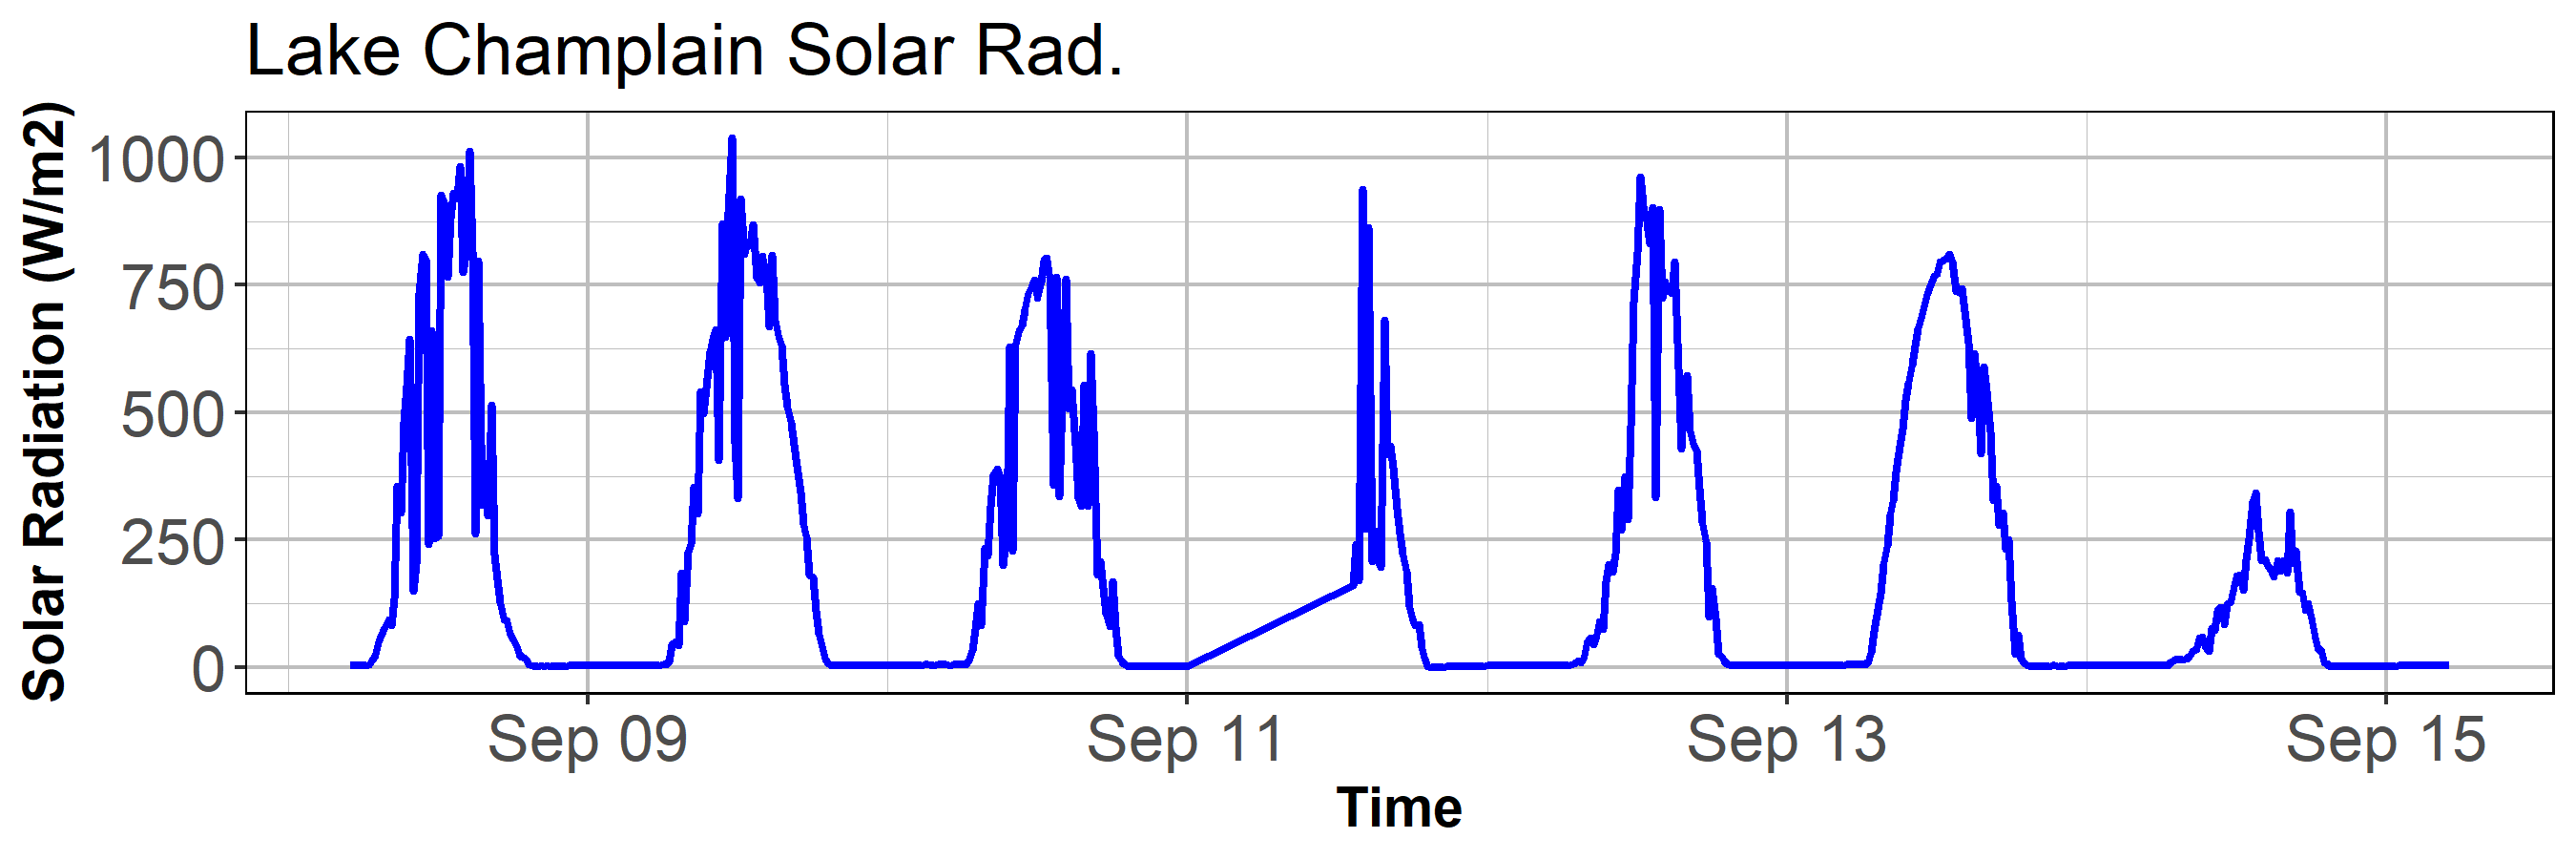 Lake Champlain Solar Rad.
Solar Radiation (W/m2)
1000
750
500
250
0
Sep 09
Sep 11
Sep 13
Sep 15
Time